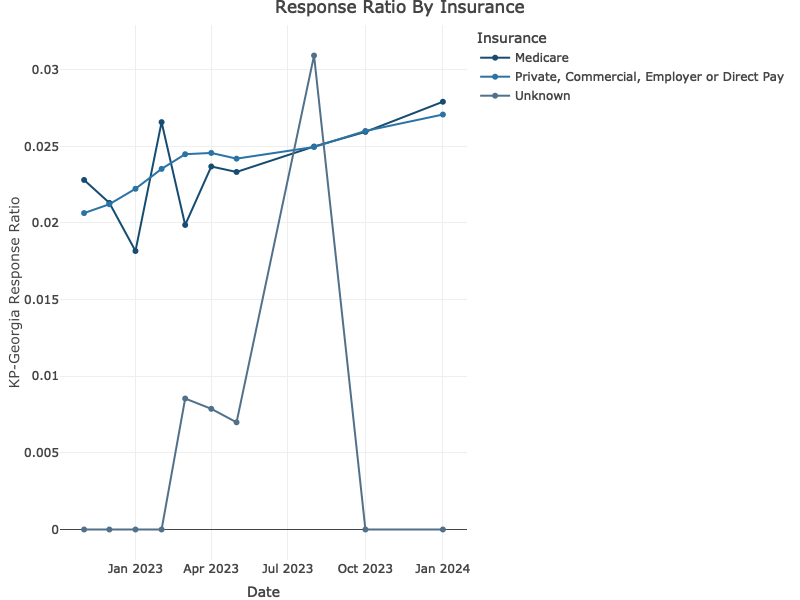 Response Ratio By Insurance
Insurance
Medicare
Private, Commercial, Employer or Direct Pay
Unknown
KP-Georgia Response Ratio
0.03
0.025
0.02
0.015
0.01
0.005
0
Jan 2023 Apr 2023 Jul 2023 Oct 2023 Jan 2024
Date